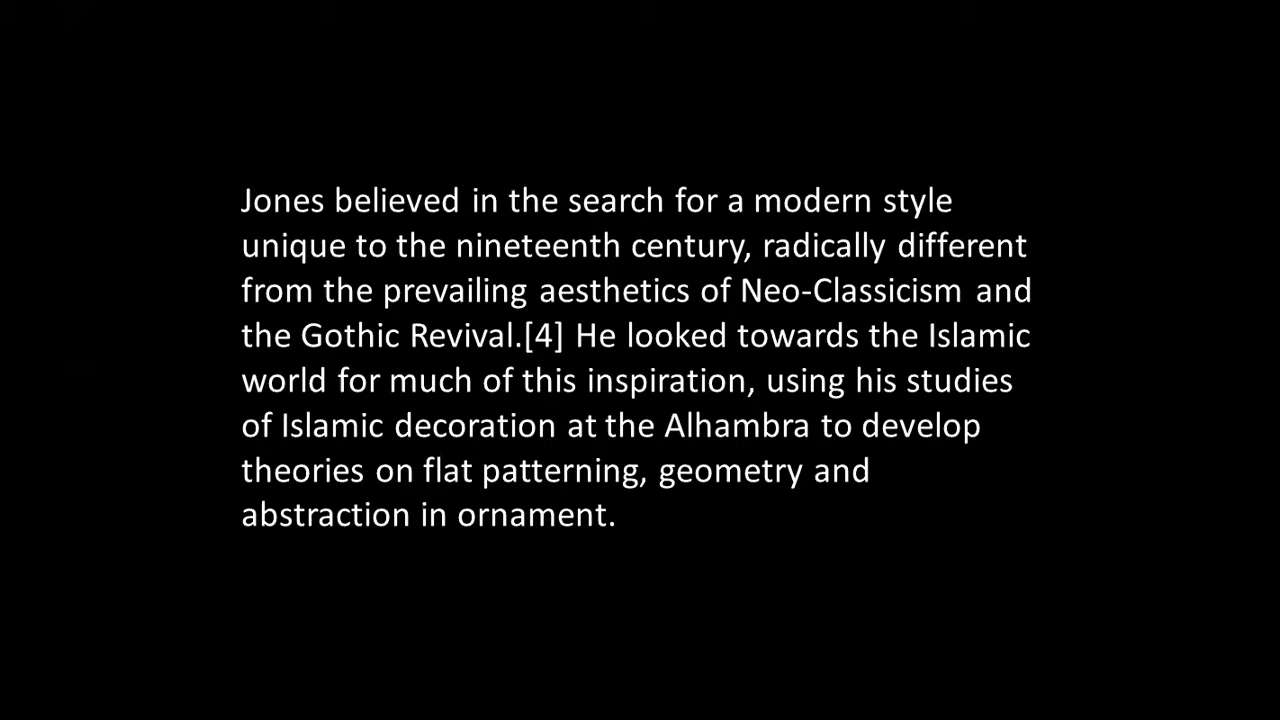 Jones believed in the search for a modern style
unique to the nineteenth century, radically different
from the prevailing aesthetics of Neo-Classicism and
the Gothic Revival.[4] He looked towards the Islamic
world for much of this inspiration, using his studies
of Islamic decoration at the Alhambra to develop
theories on flat patterning, geometry and
abstraction in ornament.